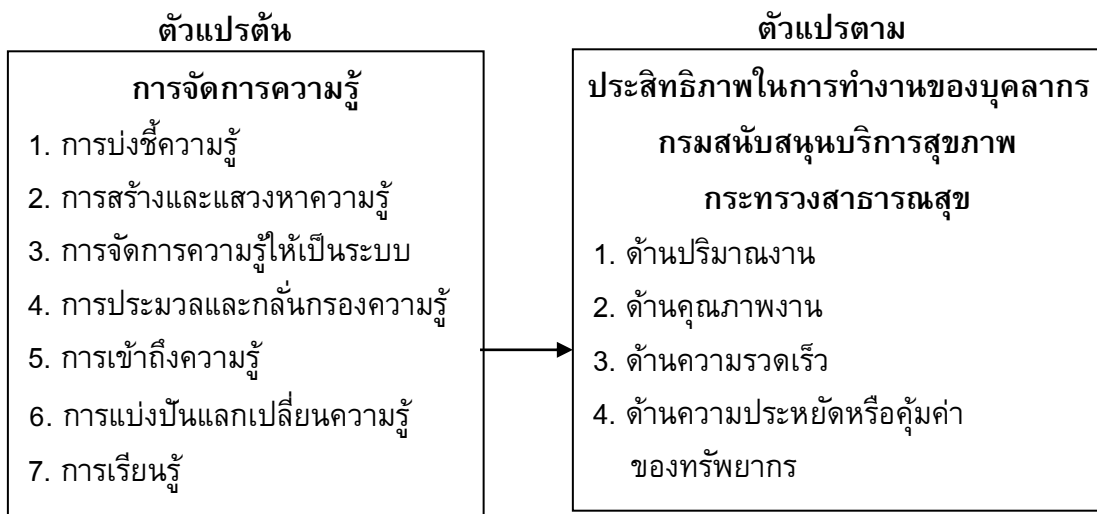 ตัวแปรต้น
การจัดการความรู้
1. การบ่งชี้ความรู้
2. การสร้างและแสวงหาความรู้
3. การจัดการความรู้ให้เป็นระบบ
4. การประมวลและกลั่นกรองความรู้
5. การเข้าถึงความรู้
6. การแบ่งปันแลกเปลี่ยนความรู้
7. การเรียนรู้
ตัวแปรตาม
ประสิทธิภาพในการทำงานของบุคลากร
กรมสนับสนุนบริการสุขภาพ
กระทรวงสาธารณสุข
1. ด้านปริมาณงาน
2. ด้านคุณภาพงาน
3. ด้านความรวดเร็ว
4. ด้านความประหยัดหรือคุ้มค่า
ของทรัพยากร